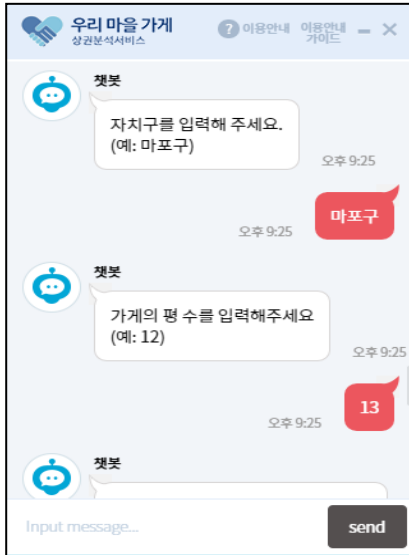 우리 마을 가게
상권분석서비스
? 이용안내 이용안내 가이드
챗봇
자치구를 입력해 주세요.
(예: 마포구)
오후 9:25
마포구
오후 9:25
챗봇
가게의 평 수를 입력해주세요
(예: 12)
오후 9:25
13
오후 9:25
챗봇
Input message...
send